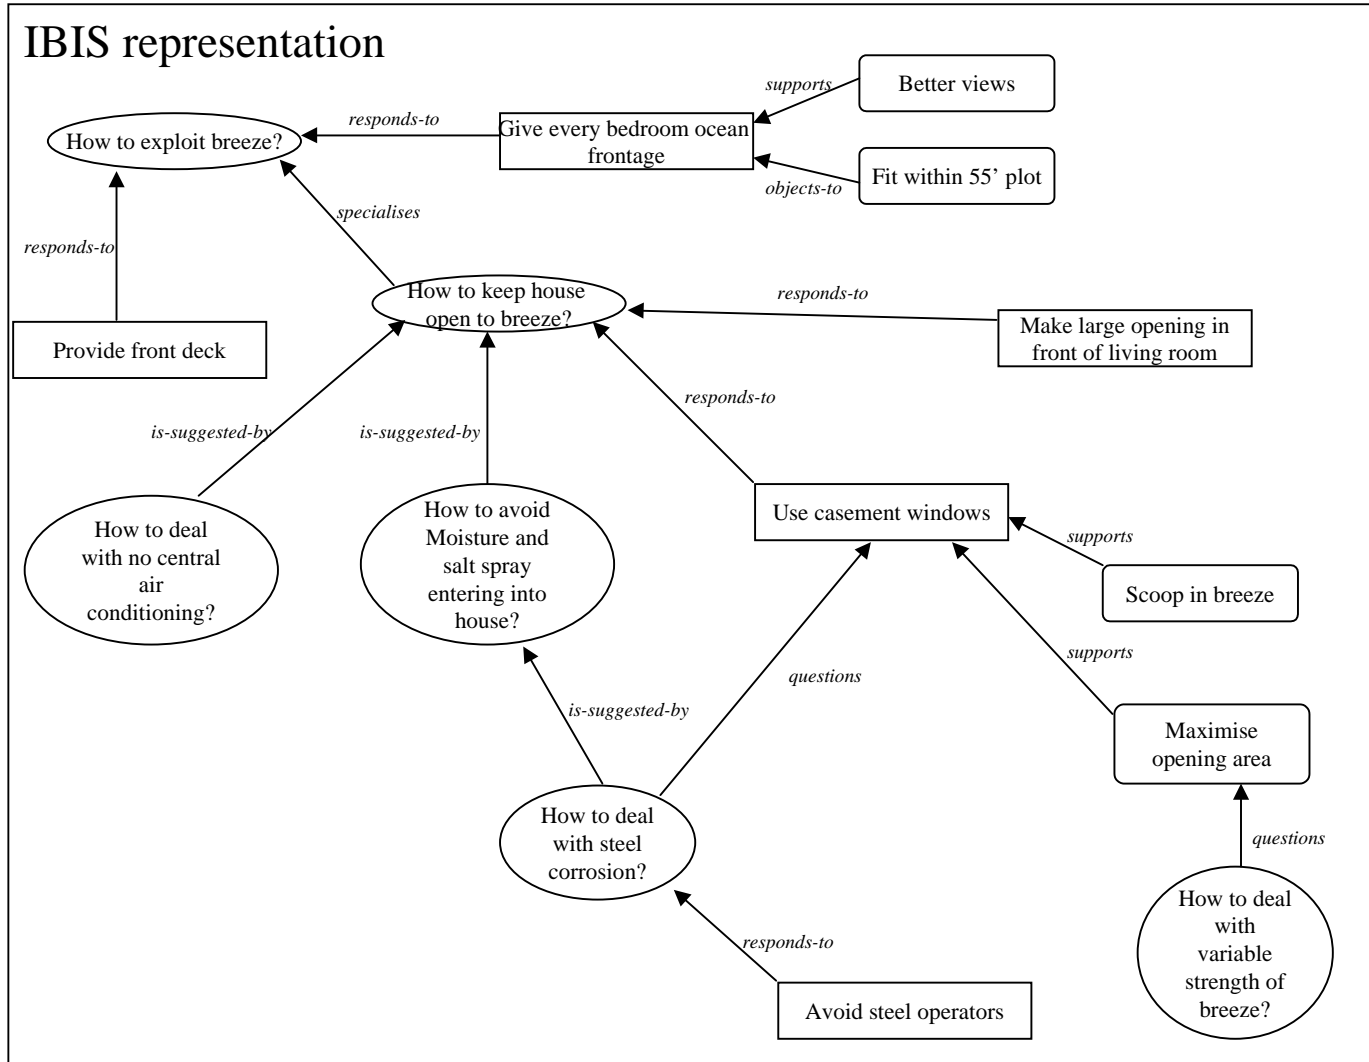 IBIS representation
Better views
supports
responds-to
Give every bedroom ocean
frontage
How to exploit breeze?
Fit within 55’ plot
objects-to
specialises
responds-to
How to keep house
open to breeze?
responds-to
Make large opening in
front of living room
Provide front deck
responds-to
is-suggested-by
is-suggested-by
How to deal
with no central
air
conditioning?
How to avoid
Moisture and
salt spray
entering into
house?
Use casement windows
supports
Scoop in breeze
supports
questions
is-suggested-by
Maximise
opening area
How to deal
with steel
corrosion?
questions
How to deal
with
variable
strength of
breeze?
responds-to
Avoid steel operators